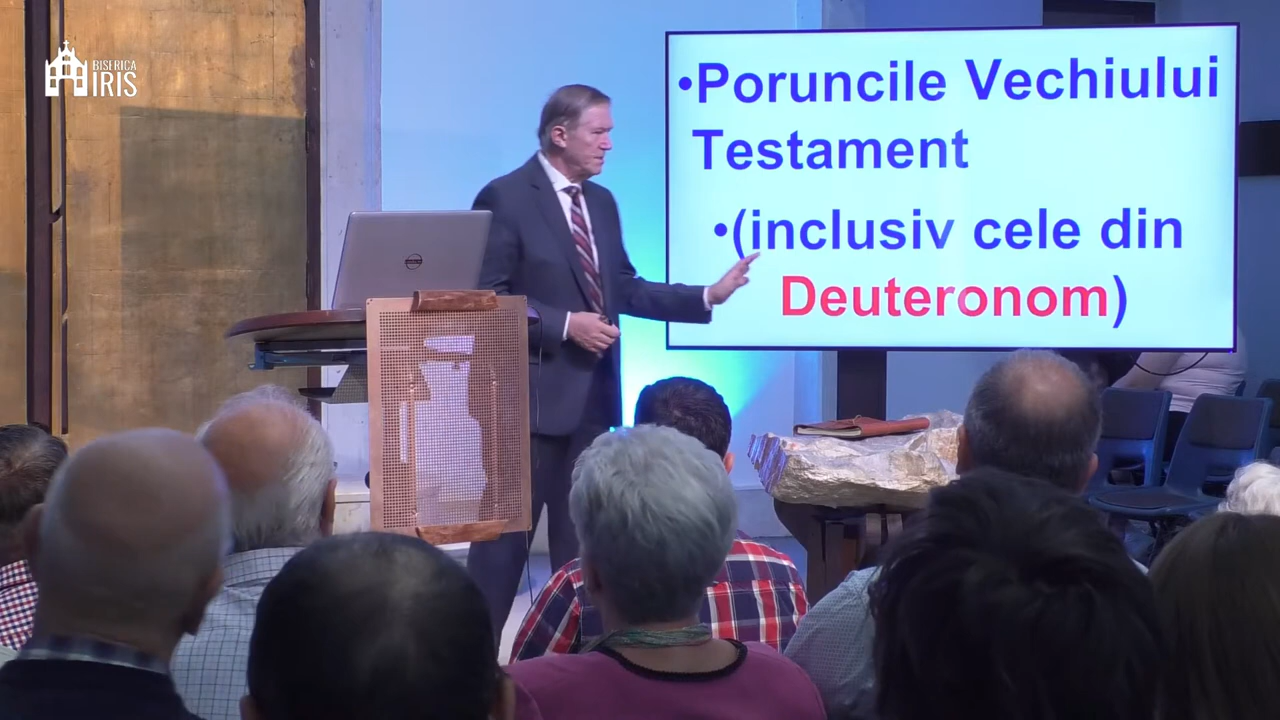 BISERICA
IRIS
•Poruncile Vechiului
Testament
•(inclusiv cele din
Deuteronom)